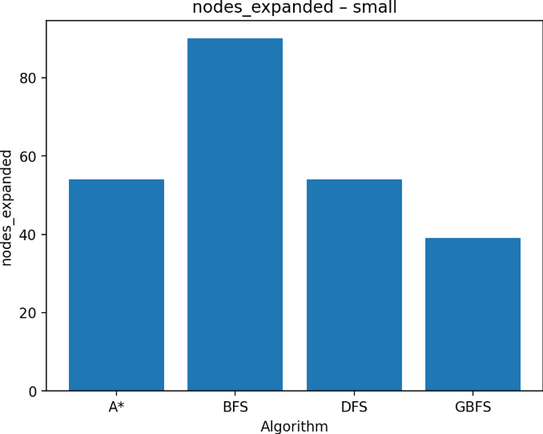 nodes_expanded – small
nodes_expanded
80
60
40
20
0
A* BFS DFS GBFS
Algorithm